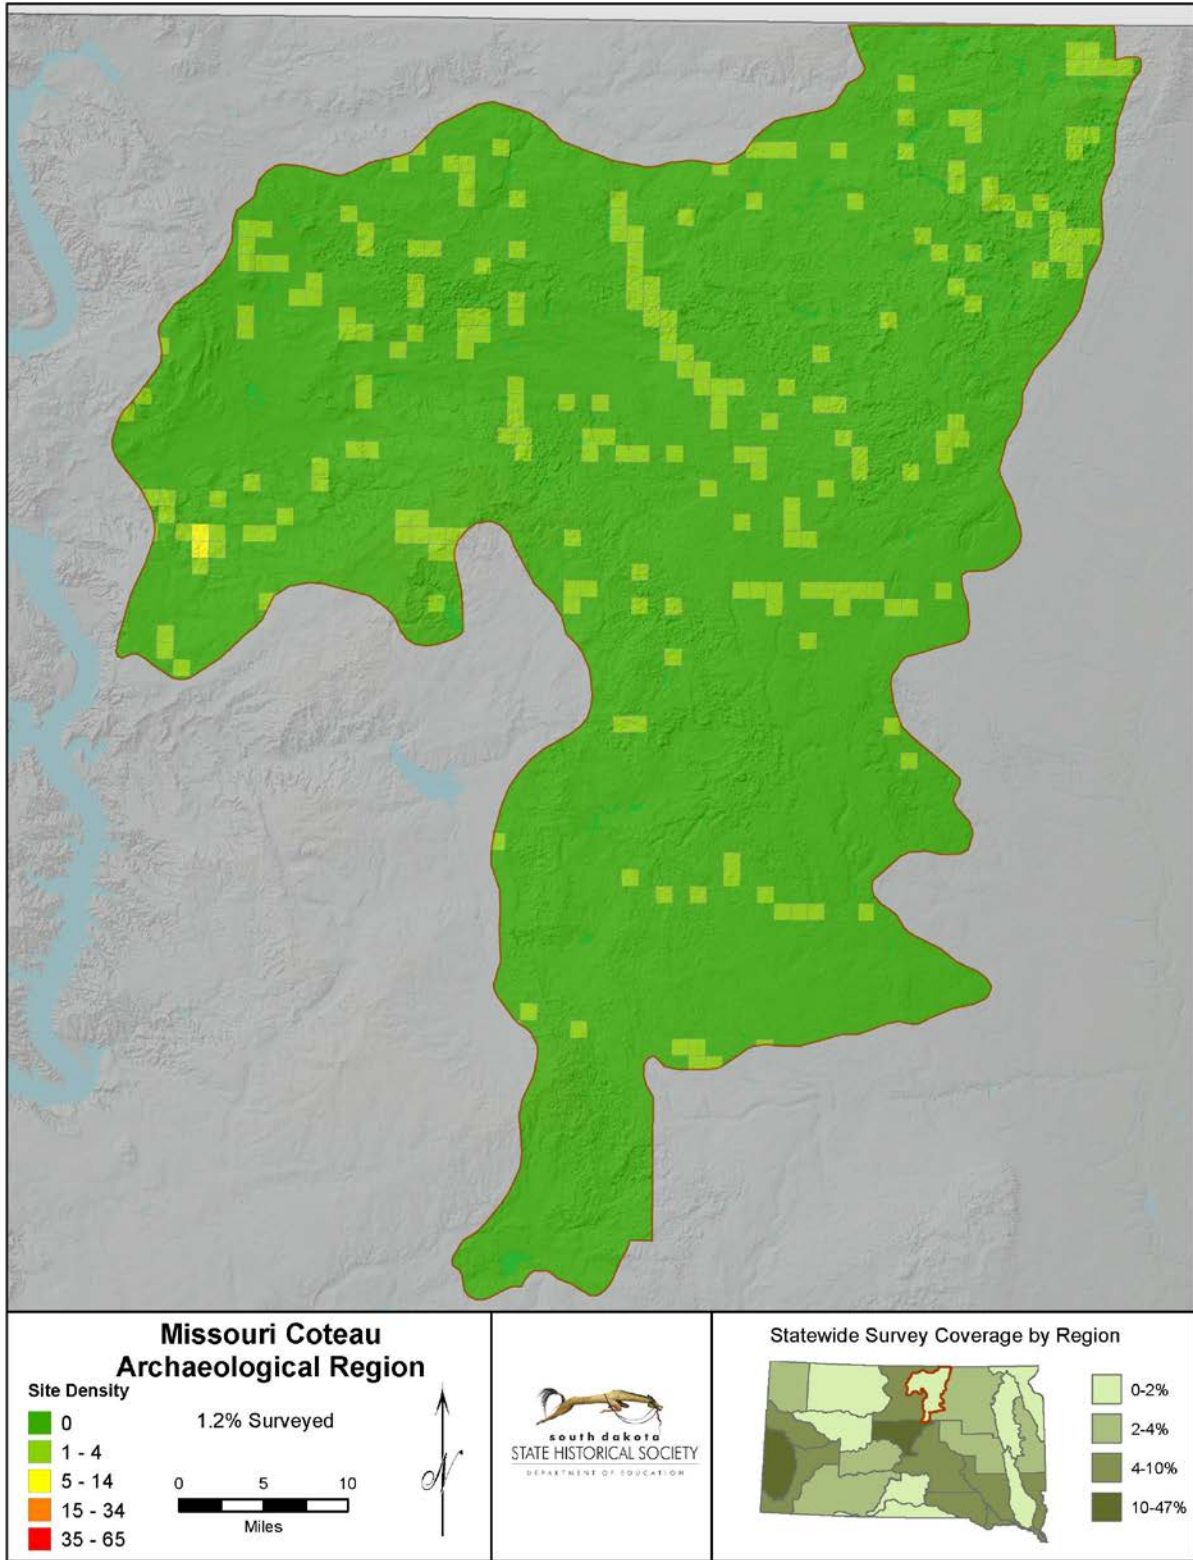 Missouri Coteau
Archaeological Region
Site Density
0
1 - 4
5 - 14
15 - 34
35 - 65
1.2% Surveyed
0 5 10
Miles
N
south dakota
STATE HISTORICAL SOCIETY
DEPARTMENT OF EDUCATION
Statewide Survey Coverage by Region
0-2%
2-4%
4-10%
10-47%